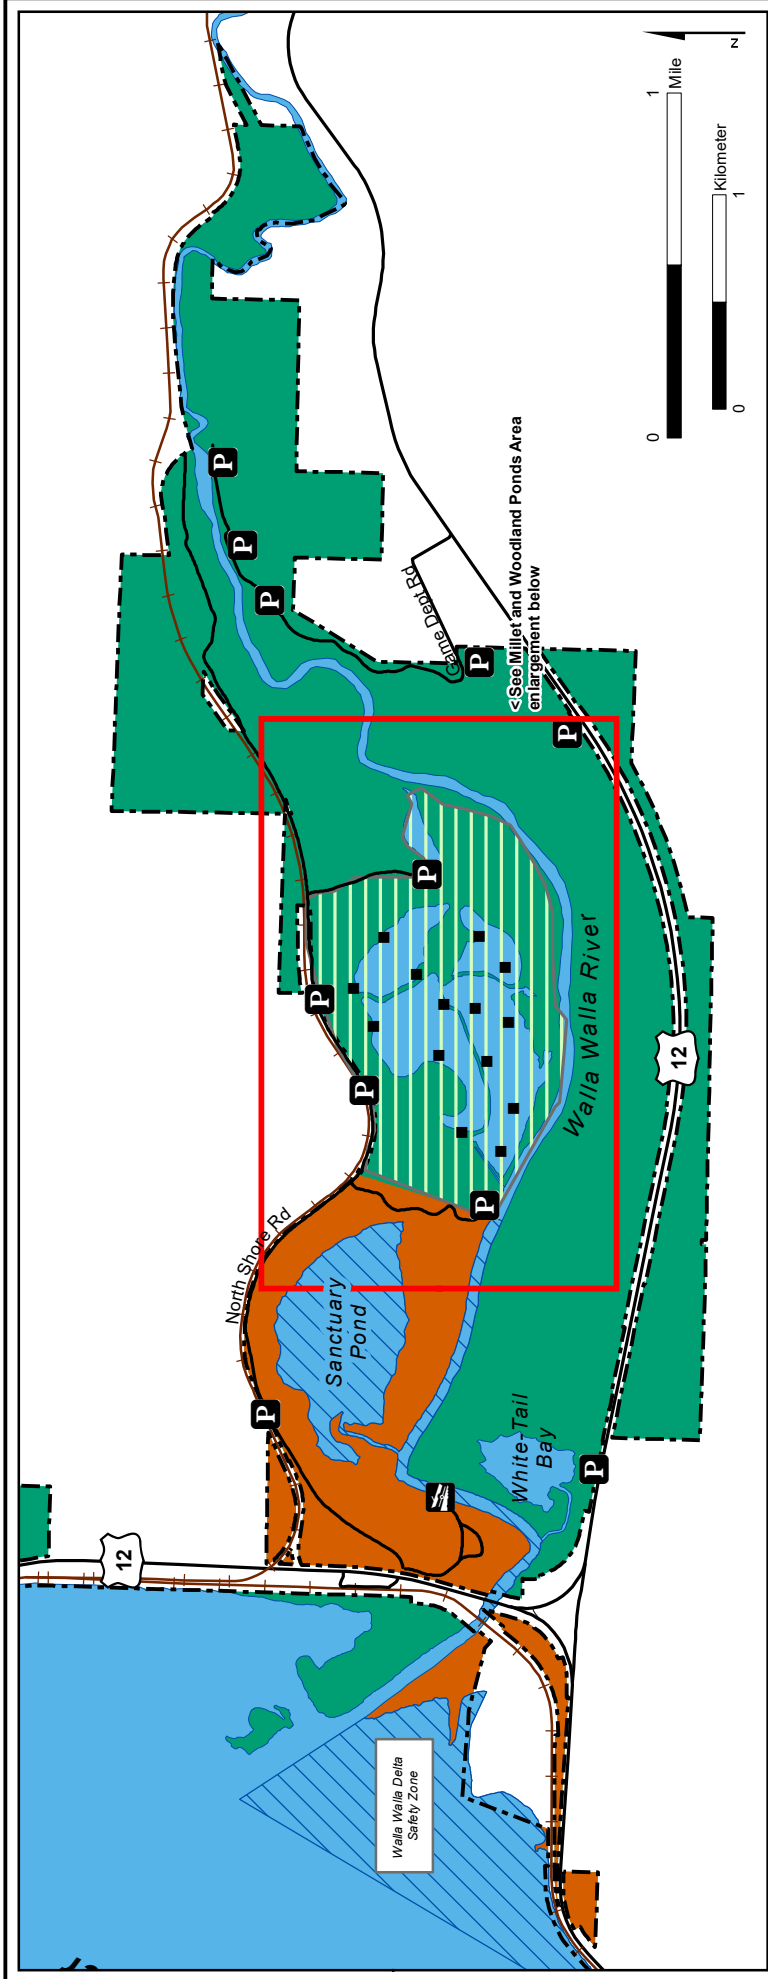 N
0
1
Mile
0
1
Kilometer
P
P
P
P
P
Game Dept Rd
<See Millet and Woodland Ponds Area
enlargement below
P
P
P
P
Walla Walla River
12
North Shore Rd
P
Sanctuary
Pond
P
White-Tail
Bay
P
12
Walla Walla Delta
Safety Zone